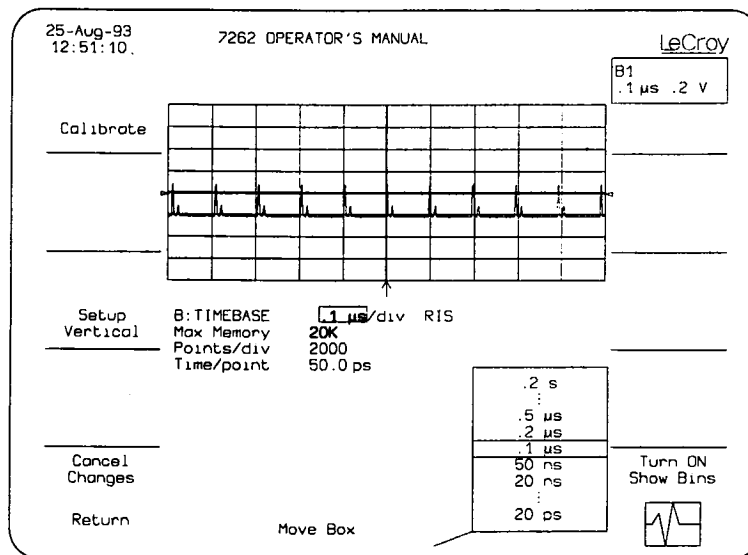 25-Aug-93
12:51:10
7262 OPERATOR'S MANUAL
LeCroy
B1
.1 µs .2 V
Calibrate
Setup
Vertical
B:TIMEBASE .1 µs/div RIS
Max Memory 20K
Points/div 2000
Time/point 50.0 ps
.2 s
⋮
.5 µs
.2 µs
.1 µs
50 ns
20 ns
⋮
20 ps
Cancel
Changes
Turn ON
Show Bins
Return
Move Box